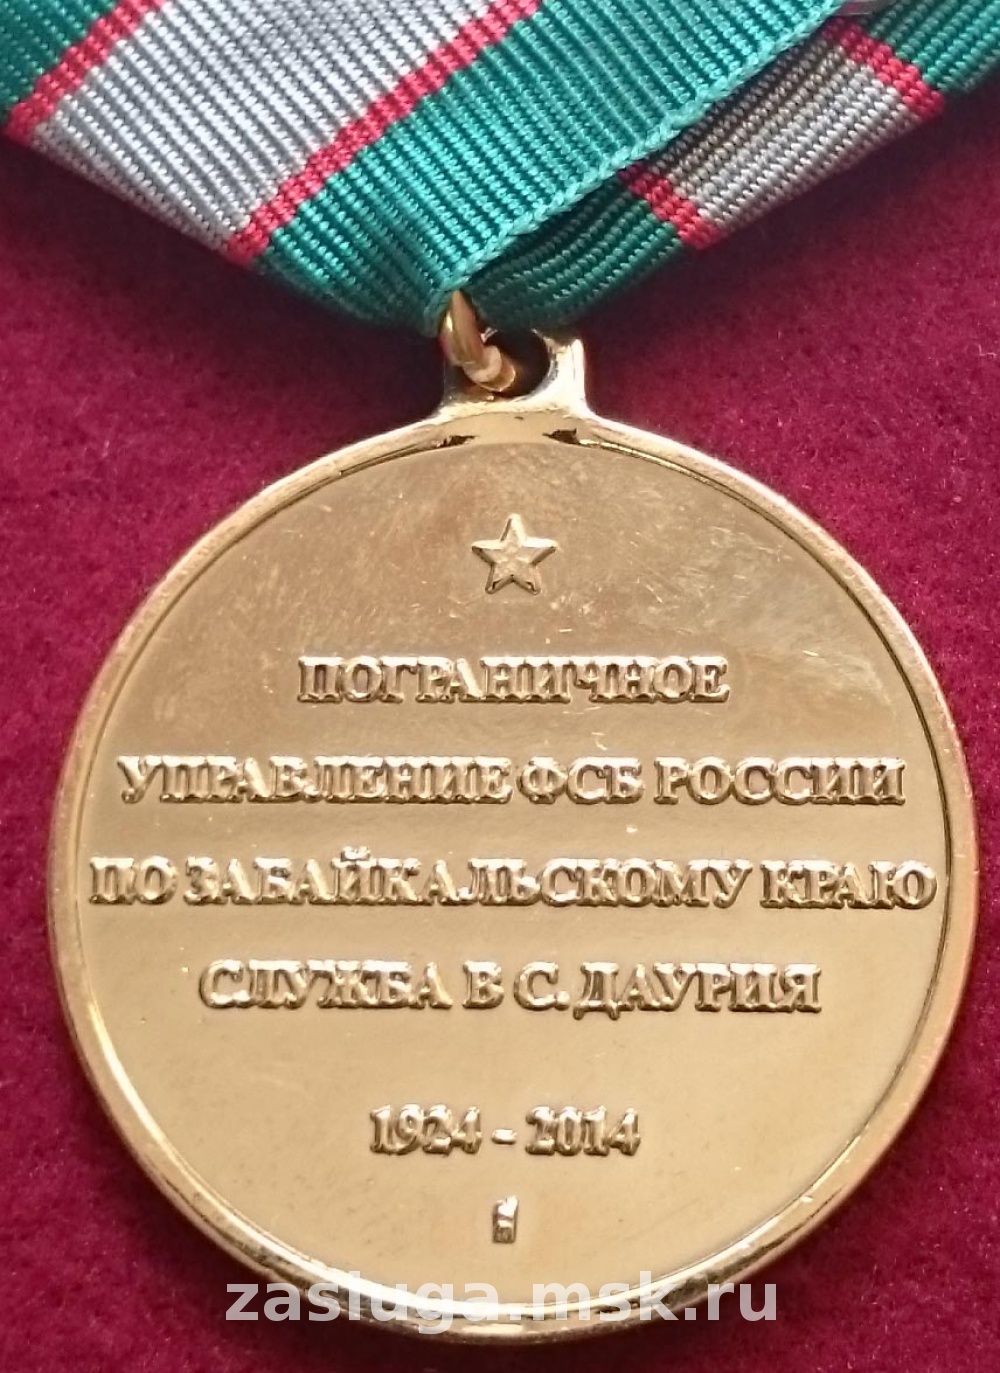 ПОГРАНИЧНОЕ
УПРАВЛЕНИЕ ФСБ РОССИИ
ПО ЗАБАЙКАЛЬСКОМУ КРАЮ
СЛУЖБА В С. ДАУРИЯ
1924 - 2014
zasluga.msk.ru